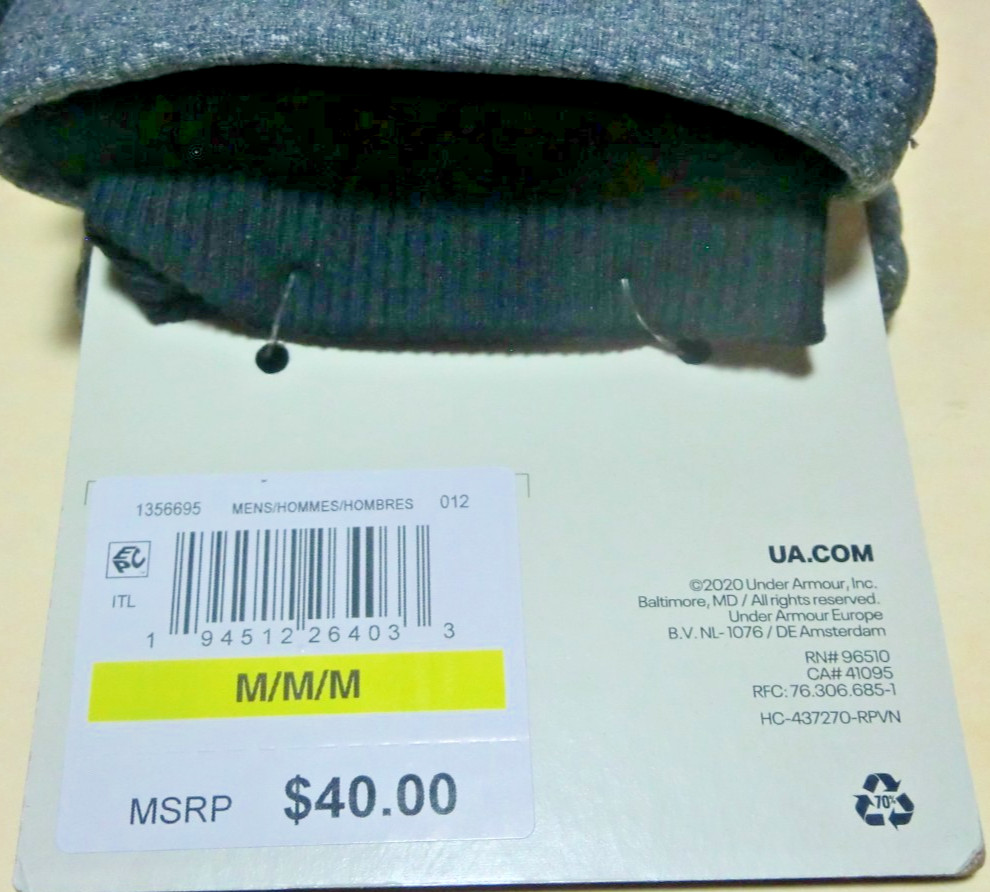 1356695 MENS/HOMMES/HOMBRES 012
EPC
ITL
1 94512 26403 3
M/M/M
MSRP $40.00
UA.COM
©2020 Under Armour, Inc.
Baltimore, MD / All rights reserved.
Under Armour Europe
B.V. NL-1076 / DE Amsterdam
RN# 96510
CA# 41095
RFC: 76.306.685-1
HC-437270-RPVN
70%